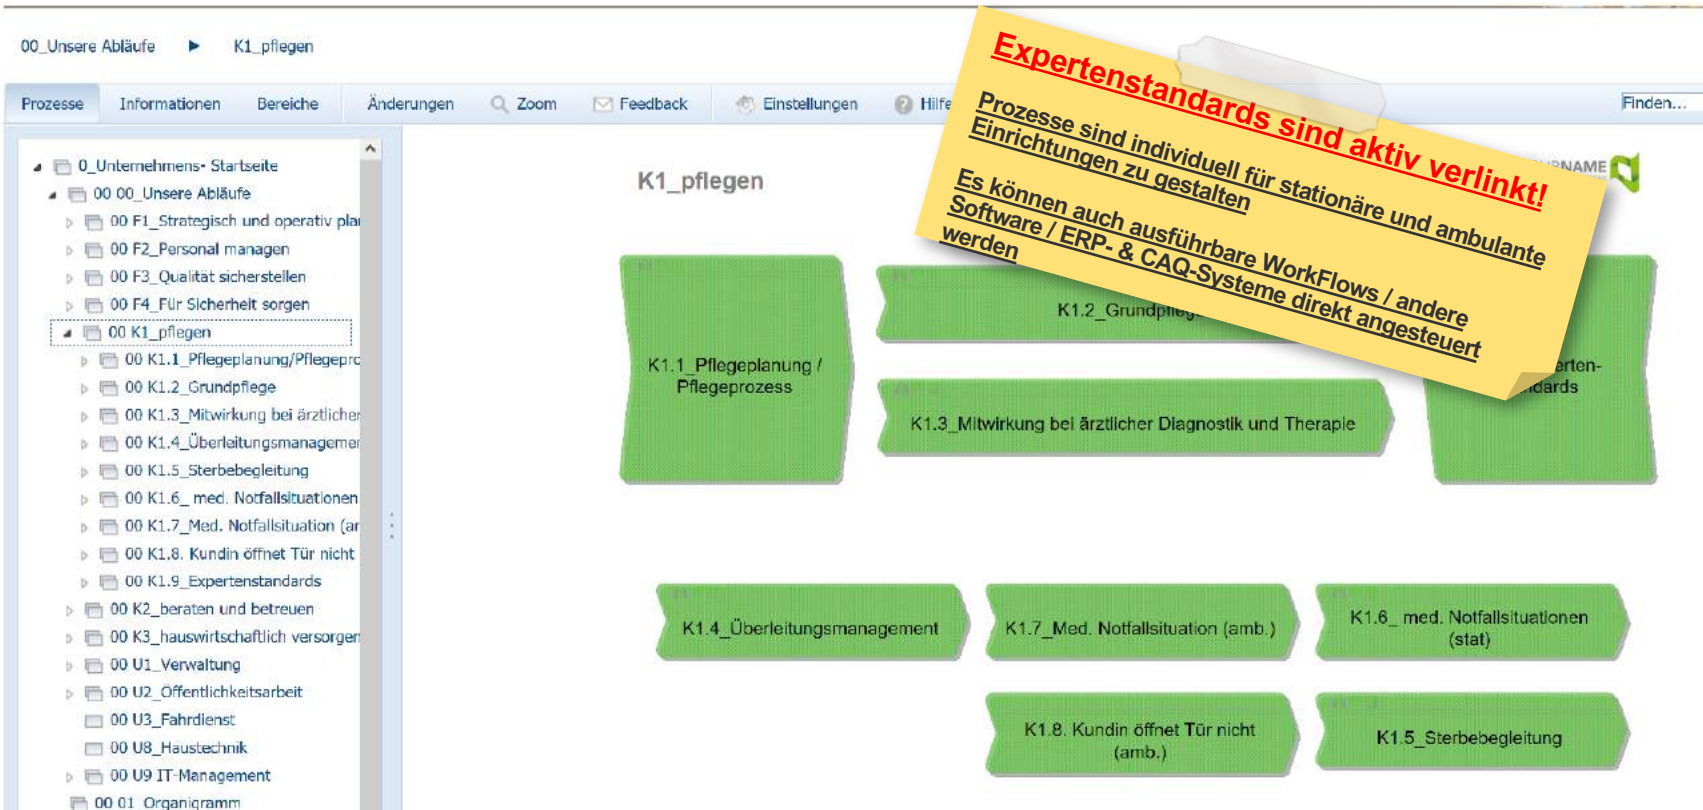 00_Unsere Abläufe ► K1_pflegen
Prozesse Informationen Bereiche Änderungen Zoom Feedback Einstellungen Hilfe Finden...
0_Unternehmens- Startseite
00 00_Unsere Abläufe
00 F1_Strategisch und operativ plan
00 F2_Personal managen
00 F3_Qualität sicherstellen
00 F4_Für Sicherheit sorgen
00 K1_pflegen
00 K1.1_Pflegeplanung/Pflegepro
00 K1.2_Grundpflege
00 K1.3_Mitwirkung bei ärztlicher
00 K1.4_Überleitungsmanagemen
00 K1.5_Sterbebegleitung
00 K1.6_ med. Notfallsituationen
00 K1.7_Med. Notfallsituation (am
00 K1.8. Kundin öffnet Tür nicht
00 K1.9_Expertenstandards
00 K2_beraten und betreuen
00 K3_hauswirtschaftlich versorgen
00 U1_Verwaltung
00 U2_Öffentlichkeitsarbeit
00 U3_Fahrdienst
00 U8_Haustechnik
00 U9 IT-Management
00 01_Organigramm
K1_pflegen
Expertenstandards sind aktiv verlinkt!
Prozesse sind individuell für stationäre und ambulante
Einrichtungen zu gestalten
Es können auch ausführbare WorkFlows / andere
Software / ERP- & CAQ-Systeme direkt angesteuert
werden
K1.1_Pflegeplanung /
Pflegeprozess
K1.2_Grundpflege
K1.3_Mitwirkung bei ärztlicher Diagnostik und Therapie
K1.4_Überleitungsmanagement
K1.7_Med. Notfallsituation (amb.)
K1.6_ med. Notfallsituationen
(stat)
K1.8. Kundin öffnet Tür nicht
(amb.)
K1.5_Sterbebegleitung